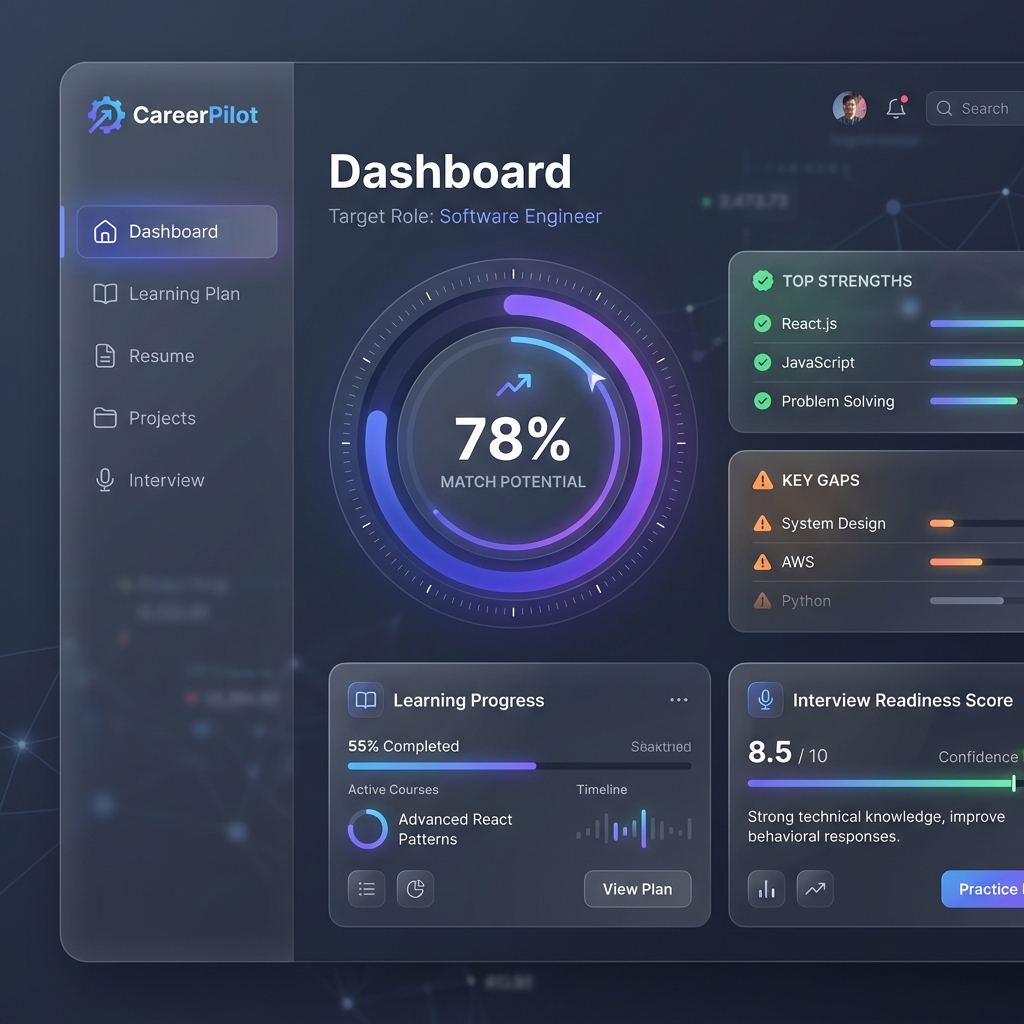 CareerPilot
Search
Dashboard
Target Role: Software Engineer
Dashboard
Learning Plan
Resume
Projects
Interview
78%
MATCH POTENTIAL
TOP STRENGTHS
React.js
JavaScript
Problem Solving
KEY GAPS
System Design
AWS
Python
Learning Progress
55% Completed
Active Courses
Timeline
Advanced React
Patterns
View Plan
Interview Readiness Score
8.5 / 10
Confidence
Strong technical knowledge, improve
behavioral responses.
Practice